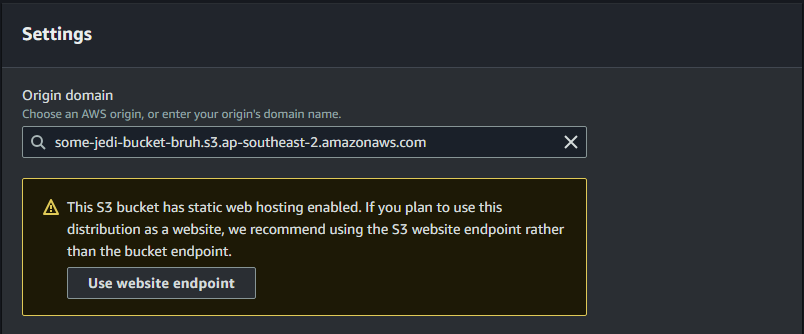 Settings
Origin domain
Choose an AWS origin, or enter your origin's domain name.
some-jedi-bucket-bruh.s3.ap-southeast-2.amazonaws.com
This S3 bucket has static web hosting enabled. If you plan to use this
distribution as a website, we recommend using the S3 website endpoint rather
than the bucket endpoint.
Use website endpoint